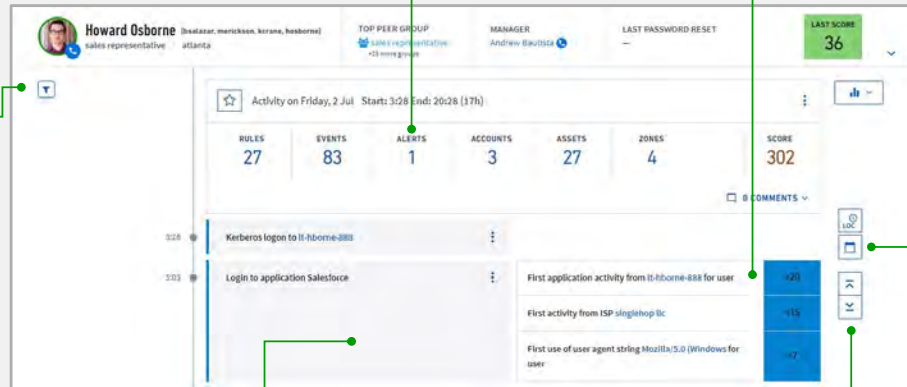 Howard Osborne [bsalazar, merickson, kcrane, hosborne]
sales representative atlanta
TOP PEER GROUP
sales representative
+15 more groups
MANAGER
Andrew Bautista
LAST PASSWORD RESET
—
LAST SCORE
36
Activity on Friday, 2 Jul Start: 3:28 End: 20:28 (17h)
RULES EVENTS ALERTS ACCOUNTS ASSETS ZONES SCORE
27 83 1 3 27 4 302
0 COMMENTS
LOC
3:28 Kerberos logon to lt-hborne-888
Login to application Salesforce
First application activity from lt-hborne-888 for user
+20
First activity from ISP singlehop llc
+15
First use of user agent string Mozilla/5.0 (Windows for
user
+7